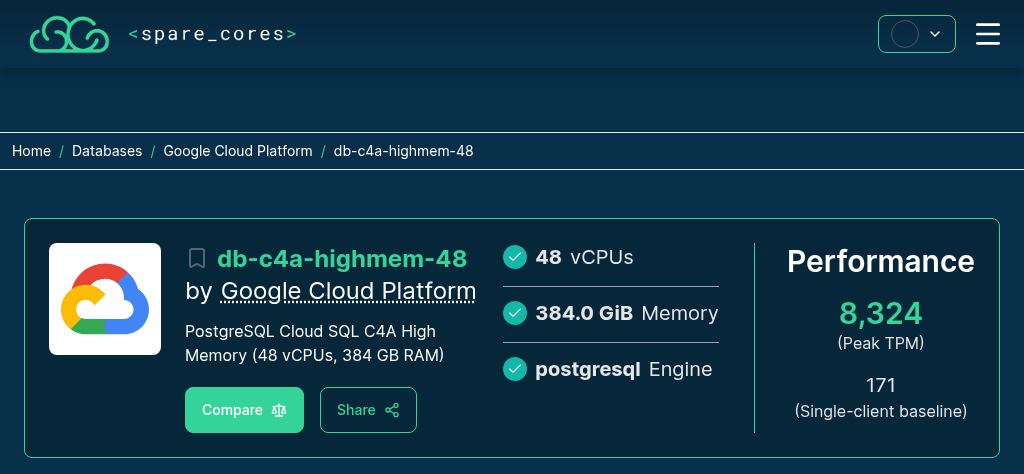 <spare_cores>
Home / Databases / Google Cloud Platform / db-c4a-highmem-48
db-c4a-highmem-48
by Google Cloud Platform
PostgreSQL Cloud SQL C4A High
Memory (48 vCPUs, 384 GB RAM)
Compare
Share
48 vCPUs
384.0 GiB Memory
postgresql Engine
Performance
8,324
(Peak TPM)
171
(Single-client baseline)